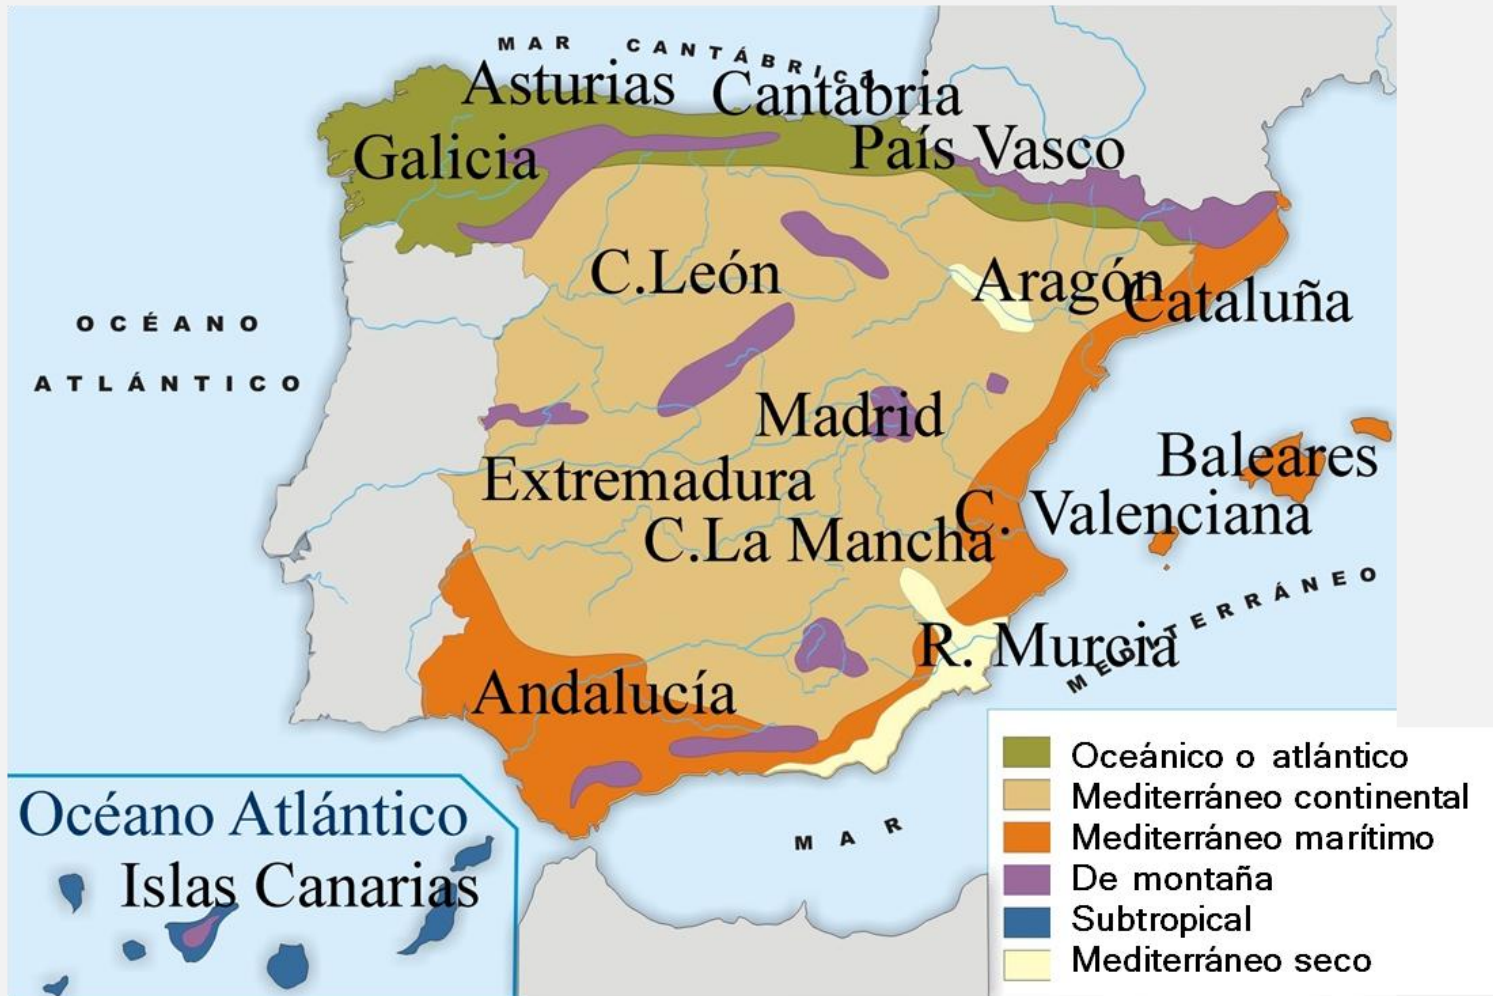 MAR CANTÁBRICO
Asturias
Cantabria
Galicia
País Vasco
C.León
Aragón
Cataluña
OCÉANO
ATLÁNTICO
Madrid
Baleares
Extremadura
C. Valenciana
C.La Mancha
R. Murcia
MAR MEDITERRÁNEO
Andalucía
Océano Atlántico
Islas Canarias
Oceánico o atlántico
Mediterráneo continental
Mediterráneo marítimo
De montaña
Subtropical
Mediterráneo seco